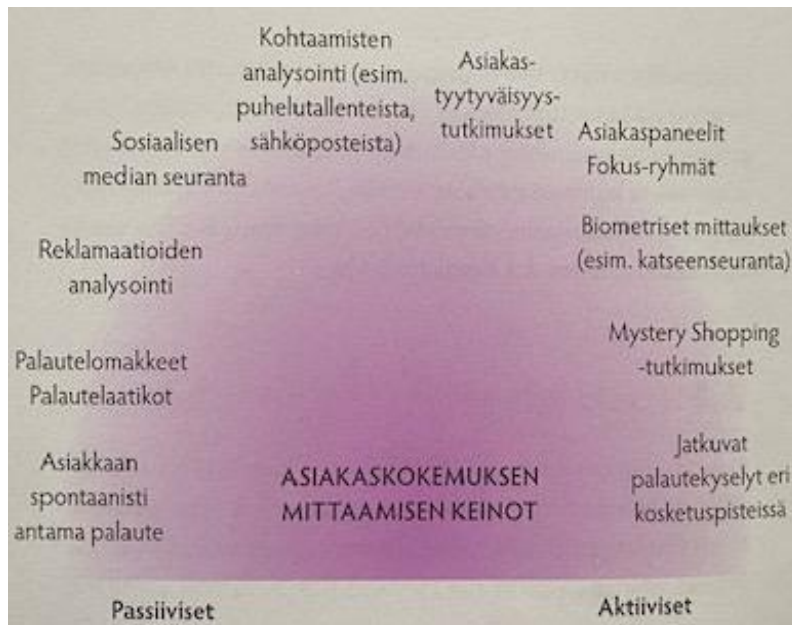 Kohtaamisten
analysointi (esim.
puhelutallenteista,
sähköposteista)
Asiakas-
tyytyväisyys-
tutkimukset
Sosiaalisen
median seuranta
Asiakaspaneelit
Fokus-ryhmät
Reklamaatioiden
analysointi
Biometriset mittaukset
(esim. katseenseuranta)
Palautelomakkeet
Palautelaatikot
Mystery Shopping
-tutkimukset
Asiakkaan
spontaanisti
antama palaute
ASIAKASKOKEMUKSEN
MITTAAMISEN KEINOT
Jatkuvat
palautekyselyt eri
kosketuspisteissä
Passiiviset
Aktiiviset